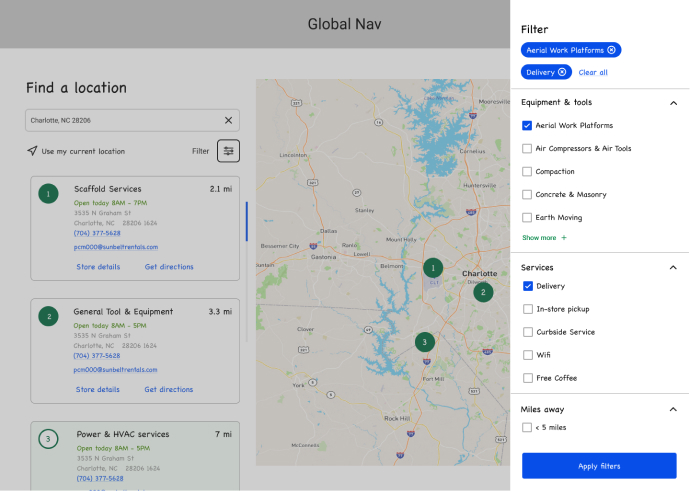 Global Nav
Find a location
Charlotte, NC 28206
Use my current location
Filter
1
Scaffold Services
2.1 mi
Open today 8AM - 7PM
3535 N Graham St
Charlotte, NC 28206 1624
(704) 377-5628
pcm000@sunbeltrentals.com
Store details
Get directions
2
General Tool & Equipment
3.3 mi
Open today 8AM - 5PM
3535 N Graham St
Charlotte, NC 28206 1624
(704) 377-5628
pcm000@sunbeltrentals.com
Store details
Get directions
3
Power & HVAC services
7 mi
Open today 8AM - 5PM
3535 N Graham St
Charlotte, NC 28206 1624
(704) 377-5628
Mooresville
Lincolnton
Cornelius
Huntersville
Stanley
Dallas
Bessemer City
Ranlo
Mount Holly
Gastonia
Lowell
Belmont
1
Charlotte
CLT
2
3
Clover
York
Fort Mill
Rock Hill
McConnells
Filter
Aerial Work Platforms
Delivery
Clear all
Equipment & tools
Aerial Work Platforms
Air Compressors & Air Tools
Compaction
Concrete & Masonry
Earth Moving
Show more +
Services
Delivery
In-store pickup
Curbside Service
Wifi
Free Coffee
Miles away
< 5 miles
Apply filters